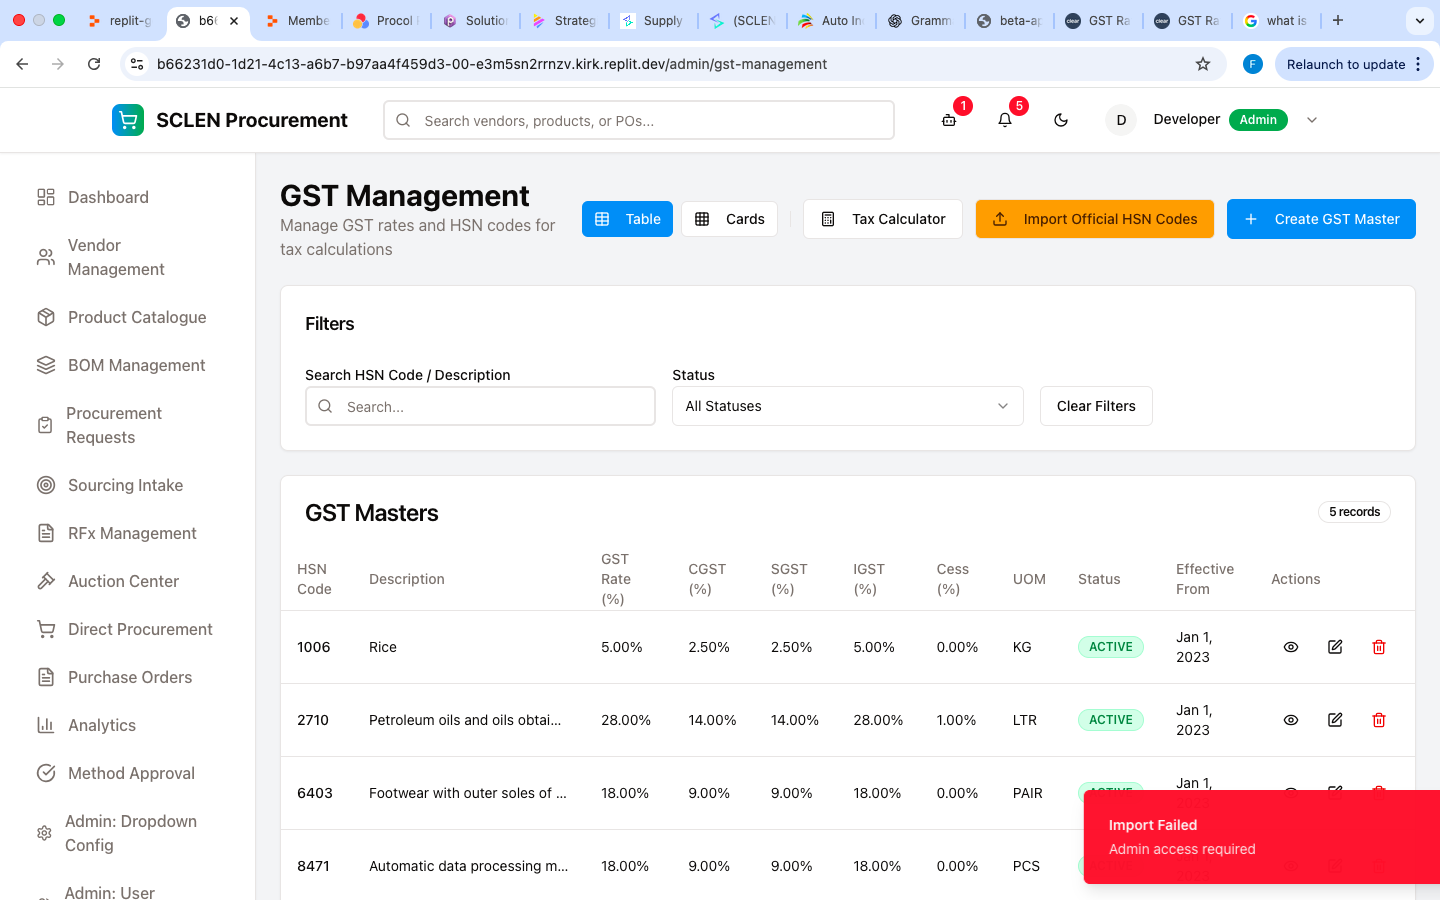 replit-g
b6
Membe
Procol
Solutio
Strateg
Supply
(SCLEN
Auto In
Gramm
beta-ap
GST Ra
GST Ra
what is
b66231d0-1d21-4c13-a6b7-b97aa4f459d3-00-e3m5sn2rrnzv.kirk.replit.dev/admin/gst-management
F
Relaunch to update
SCLEN Procurement
Search vendors, products, or POs...
1
5
D
Developer
Admin
Dashboard
Vendor
Management
Product Catalogue
BOM Management
Procurement
Requests
Sourcing Intake
RFx Management
Auction Center
Direct Procurement
Purchase Orders
Analytics
Method Approval
Admin: Dropdown
Config
Admin: User
GST Management
Manage GST rates and HSN codes for
tax calculations
Table
Cards
Tax Calculator
Import Official HSN Codes
Create GST Master
Filters
Search HSN Code / Description
Search...
Status
All Statuses
Clear Filters
GST Masters
5 records
HSN Code Description GST Rate (%) CGST (%) SGST (%) IGST (%) Cess (%) UOM Status Effective From Actions
1006 Rice 5.00% 2.50% 2.50% 5.00% 0.00% KG ACTIVE Jan 1, 2023
2710 Petroleum oils and oils obtai... 28.00% 14.00% 14.00% 28.00% 1.00% LTR ACTIVE Jan 1, 2023
6403 Footwear with outer soles of ... 18.00% 9.00% 9.00% 18.00% 0.00% PAIR ACTIVE Jan 1,
8471 Automatic data processing m... 18.00% 9.00% 9.00% 18.00% 0.00% PCS
Import Failed
Admin access required